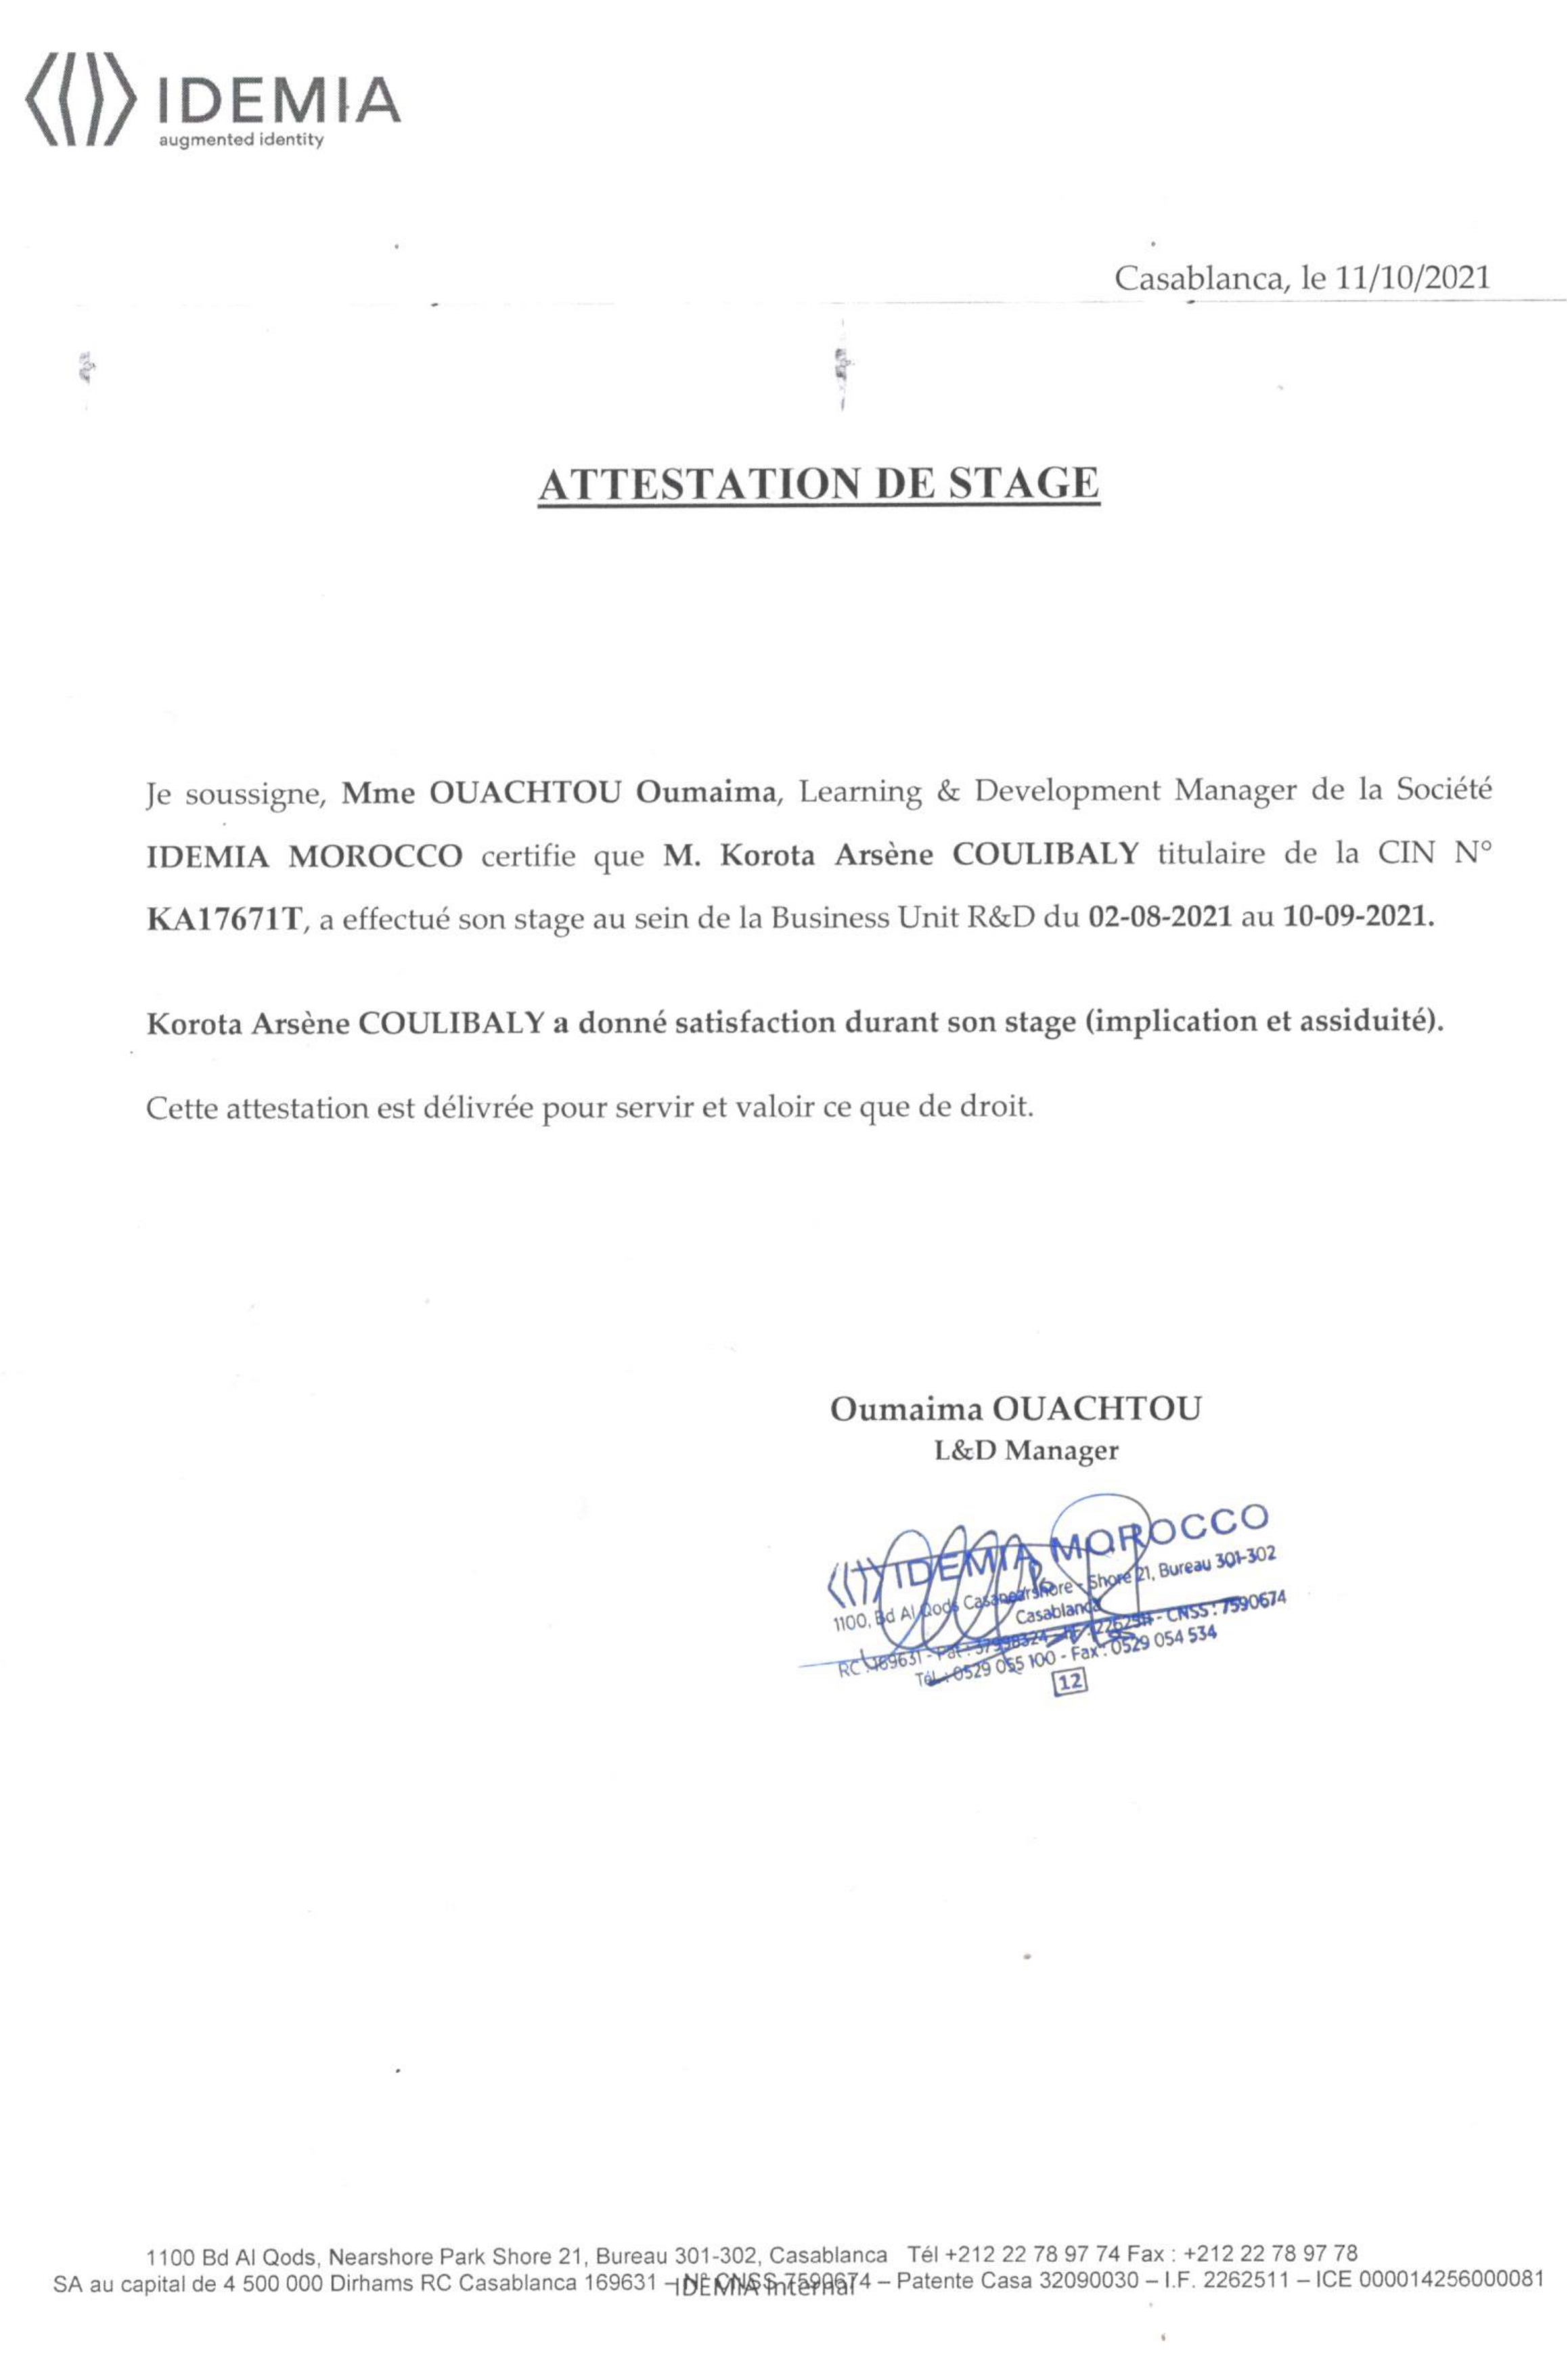 IDEMIA
augmented identity
Casablanca, le 11/10/2021
ATTESTATION DE STAGE
Je soussigne, Mme OUACHTOU Oumaima, Learning & Development Manager de la Société
IDEMIA MOROCCO certifie que M. Korota Arsène COULIBALY titulaire de la CIN N°
KA17671T, a effectué son stage au sein de la Business Unit R&D du 02-08-2021 au 10-09-2021.
Korota Arsène COULIBALY a donné satisfaction durant son stage (implication et assiduité).
Cette attestation est délivrée pour servir et valoir ce que de droit.
Oumaima OUACHTOU
L&D Manager
IDEMIA MOROCCO
1100, Bd Al Qods Casanearshore - Shore 21, Bureau 301-302
Casablanca
RC : 169631 - Pat : - CNSS : 7590674
Tél. : 0529 055 100 - Fax : 0529 054 534
12
1100 Bd Al Qods, Nearshore Park Shore 21, Bureau 301-302, Casablanca Tél +212 22 78 97 74 Fax : +212 22 78 97 78
SA au capital de 4 500 000 Dirhams RC Casablanca 169631 – N° CNSS 7590674 – Patente Casa 32090030 – I.F. 2262511 – ICE 000014256000081
IDEMIA Internal